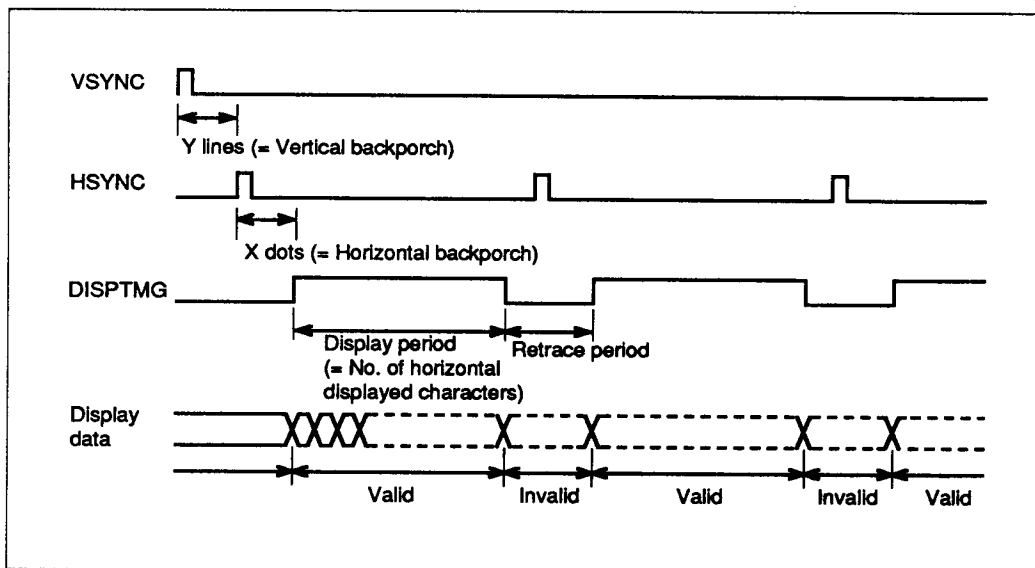 VSYNC
Y lines (= Vertical backporch)
HSYNC
X dots (= Horizontal backporch)
DISPTMG
Display period
(= No. of horizontal
displayed characters)
Retrace period
Display
data
Valid
Invalid
Valid
Invalid
Valid